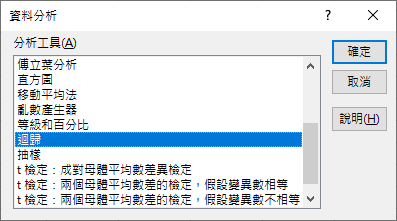 資料分析
分析工具(A)
傅立葉分析
直方圖
移動平均法
亂數產生器
等級和百分比
迴歸
抽樣
t 檢定：成對母體平均數差異檢定
t 檢定：兩個母體平均數差的檢定，假設變異數相等
t 檢定：兩個母體平均數差的檢定，假設變異數不相等
確定
取消
說明(H)